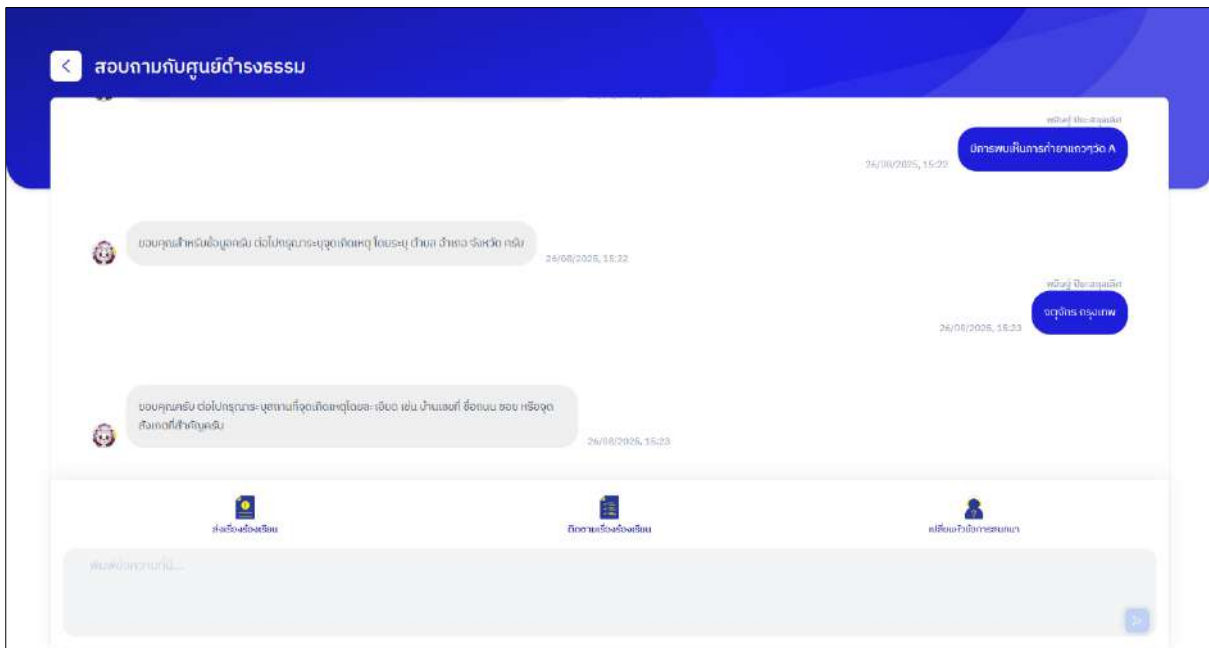 สอบถามกับศูนย์ดำรงธรรม
มีการพบเห็นการค้ายาแถวๆวัด A
26/08/2025, 15:22
ขอบคุณสำหรับข้อมูลครับ ต่อไปกรุณาระบุจุดเกิดเหตุ โดยระบุ ตำบล อำเภอ จังหวัด ครับ
26/08/2025, 15:22
จตุจักร กรุงเทพ
26/08/2025, 15:23
ขอบคุณครับ ต่อไปกรุณาระบุสถานที่จุดเกิดเหตุโดยละเอียด เช่น บ้านเลขที่ ชื่อถนน ซอย หรือจุด
สังเกตที่สำคัญครับ
26/08/2025, 15:23
ส่งเรื่องร้องเรียน
ติดตามเรื่องร้องเรียน
เปลี่ยนหัวข้อการสนทนา
พิมพ์ข้อความที่นี่...